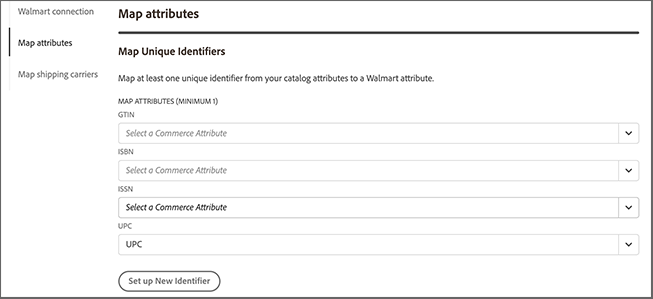 Walmart connection
Map attributes
Map shipping carriers
Map attributes
Map Unique Identifiers
Map at least one unique identifier from your catalog attributes to a Walmart attribute.
MAP ATTRIBUTES (MINIMUM 1)
GTIN
Select a Commerce Attribute
ISBN
Select a Commerce Attribute
ISSN
Select a Commerce Attribute
UPC
UPC
Set up New Identifier